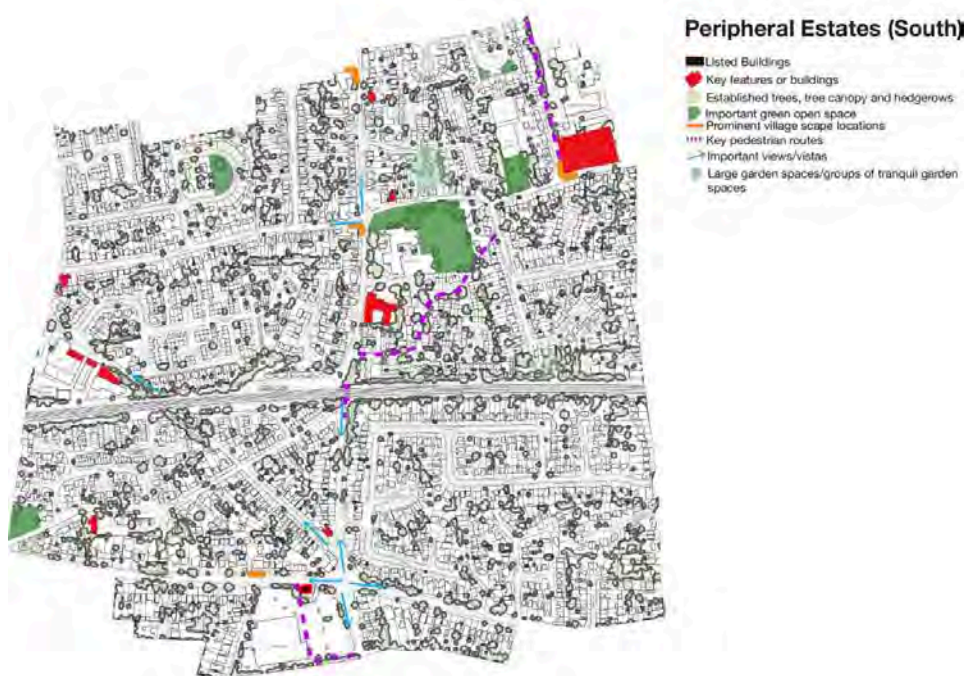 Peripheral Estates (South)
Listed Buildings
Key features or buildings
Established trees, tree canopy and hedgerows
Important green open space
Prominent village scape locations
Key pedestrian routes
Important views/vistas
Large garden spaces/groups of tranquil garden
spaces